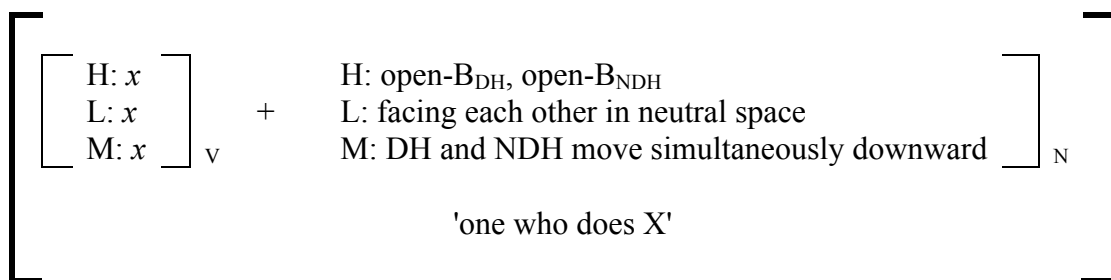 H: x H: open-B_DH, open-B_NDH
L: x + L: facing each other in neutral space
M: x V M: DH and NDH move simultaneously downward N
'one who does X'